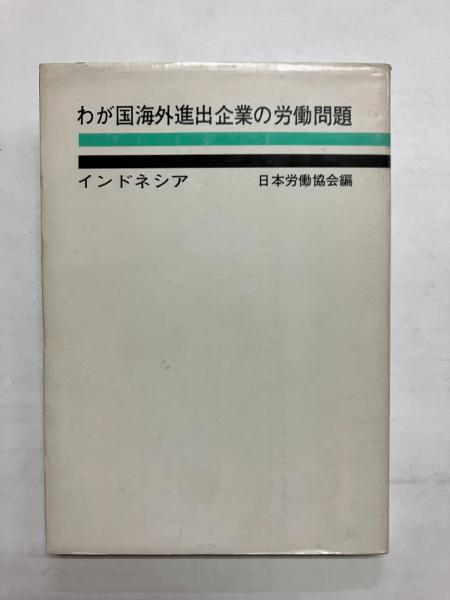 わが国海外進出企業の労働問題
インドネシア 日本労働協会編